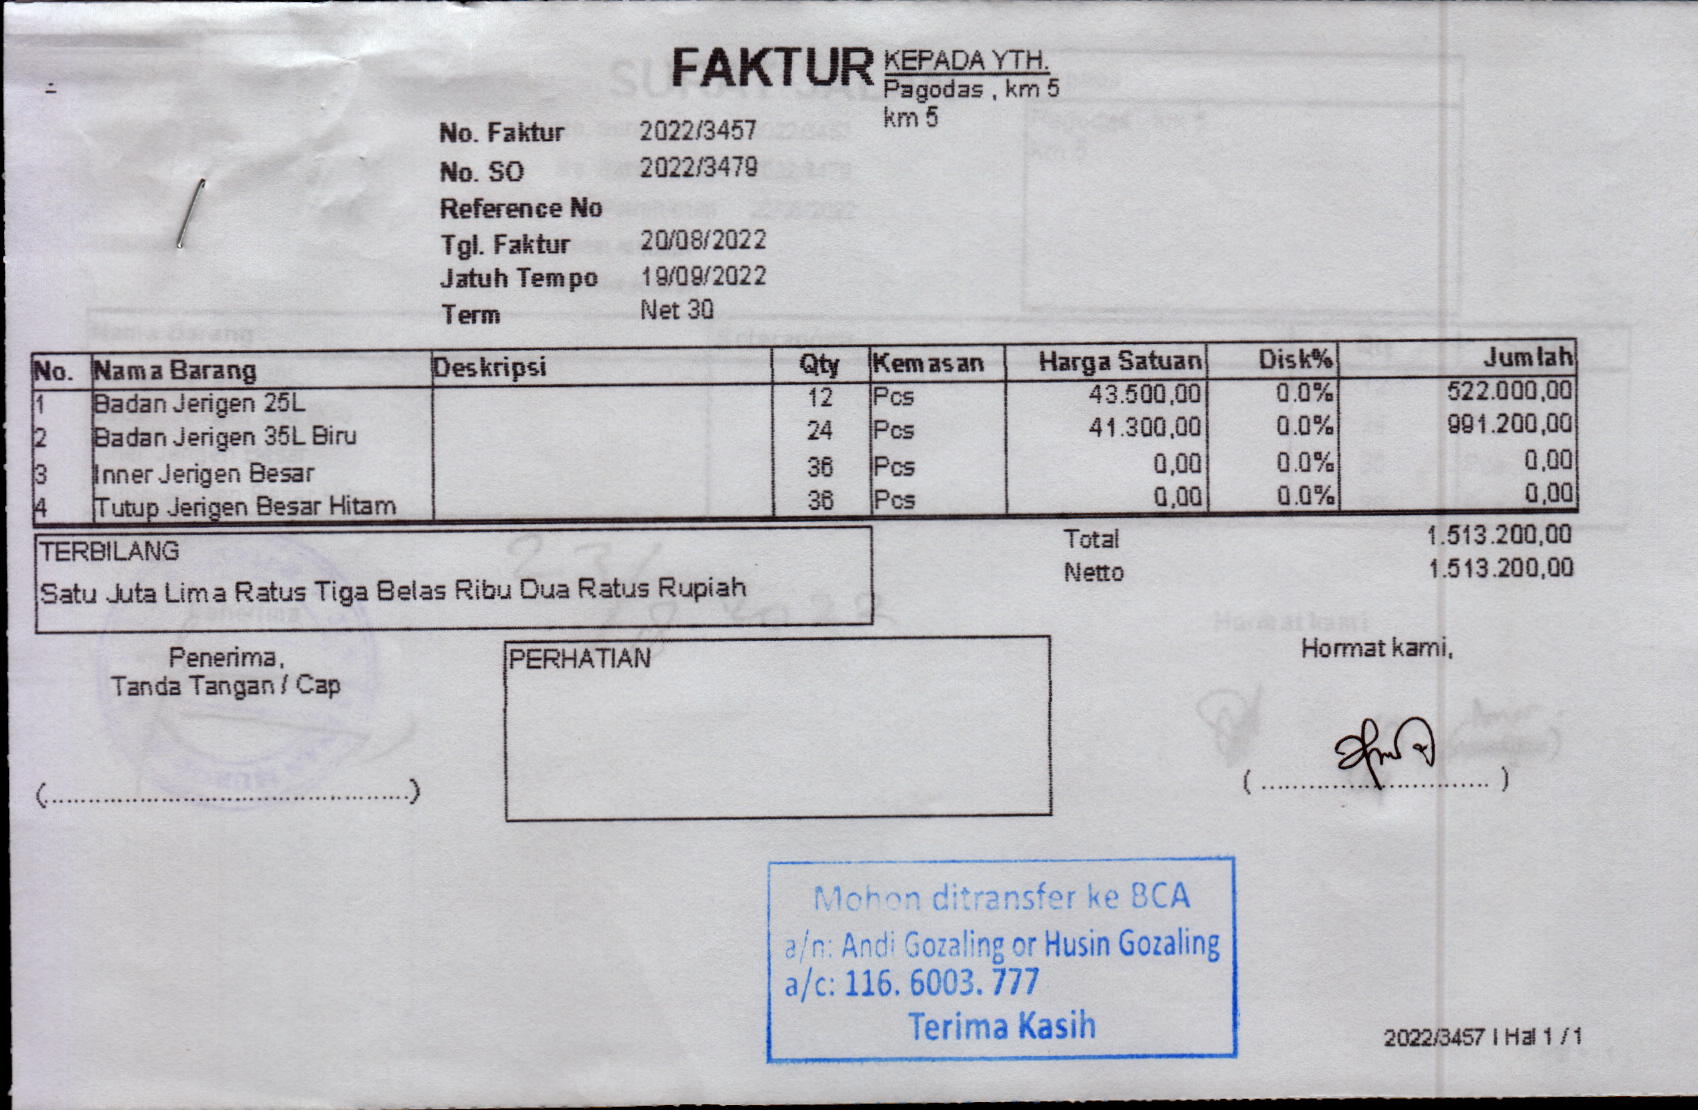 FAKTUR
KEPADA YTH.
Pagodas , km 5
km 5
No. Faktur 2022/3457
No. SO 2022/3479
Reference No
Tgl. Faktur 20/08/2022
Jatuh Tempo 19/09/2022
Term Net 30
No. Nama Barang Deskripsi Qty Kemasan Harga Satuan Disk% Jumlah
1 Badan Jerigen 25L 12 Pcs 43.500,00 0.0% 522.000,00
2 Badan Jerigen 35L Biru 24 Pcs 41.300,00 0.0% 991.200,00
3 Inner Jerigen Besar 36 Pcs 0,00 0.0% 0,00
4 Tutup Jerigen Besar Hitam 36 Pcs 0,00 0.0% 0,00
TERBILANG
Satu Juta Lima Ratus Tiga Belas Ribu Dua Ratus Rupiah
Total 1.513.200,00
Netto 1.513.200,00
Penerima,
Tanda Tangan / Cap
(..............................................)
PERHATIAN
Hormat kami,
( ............................... )
Mohon ditransfer ke BCA
a/n: Andi Gozaling or Husin Gozaling
a/c: 116. 6003. 777
Terima Kasih
2022/3457 | Hal 1 / 1